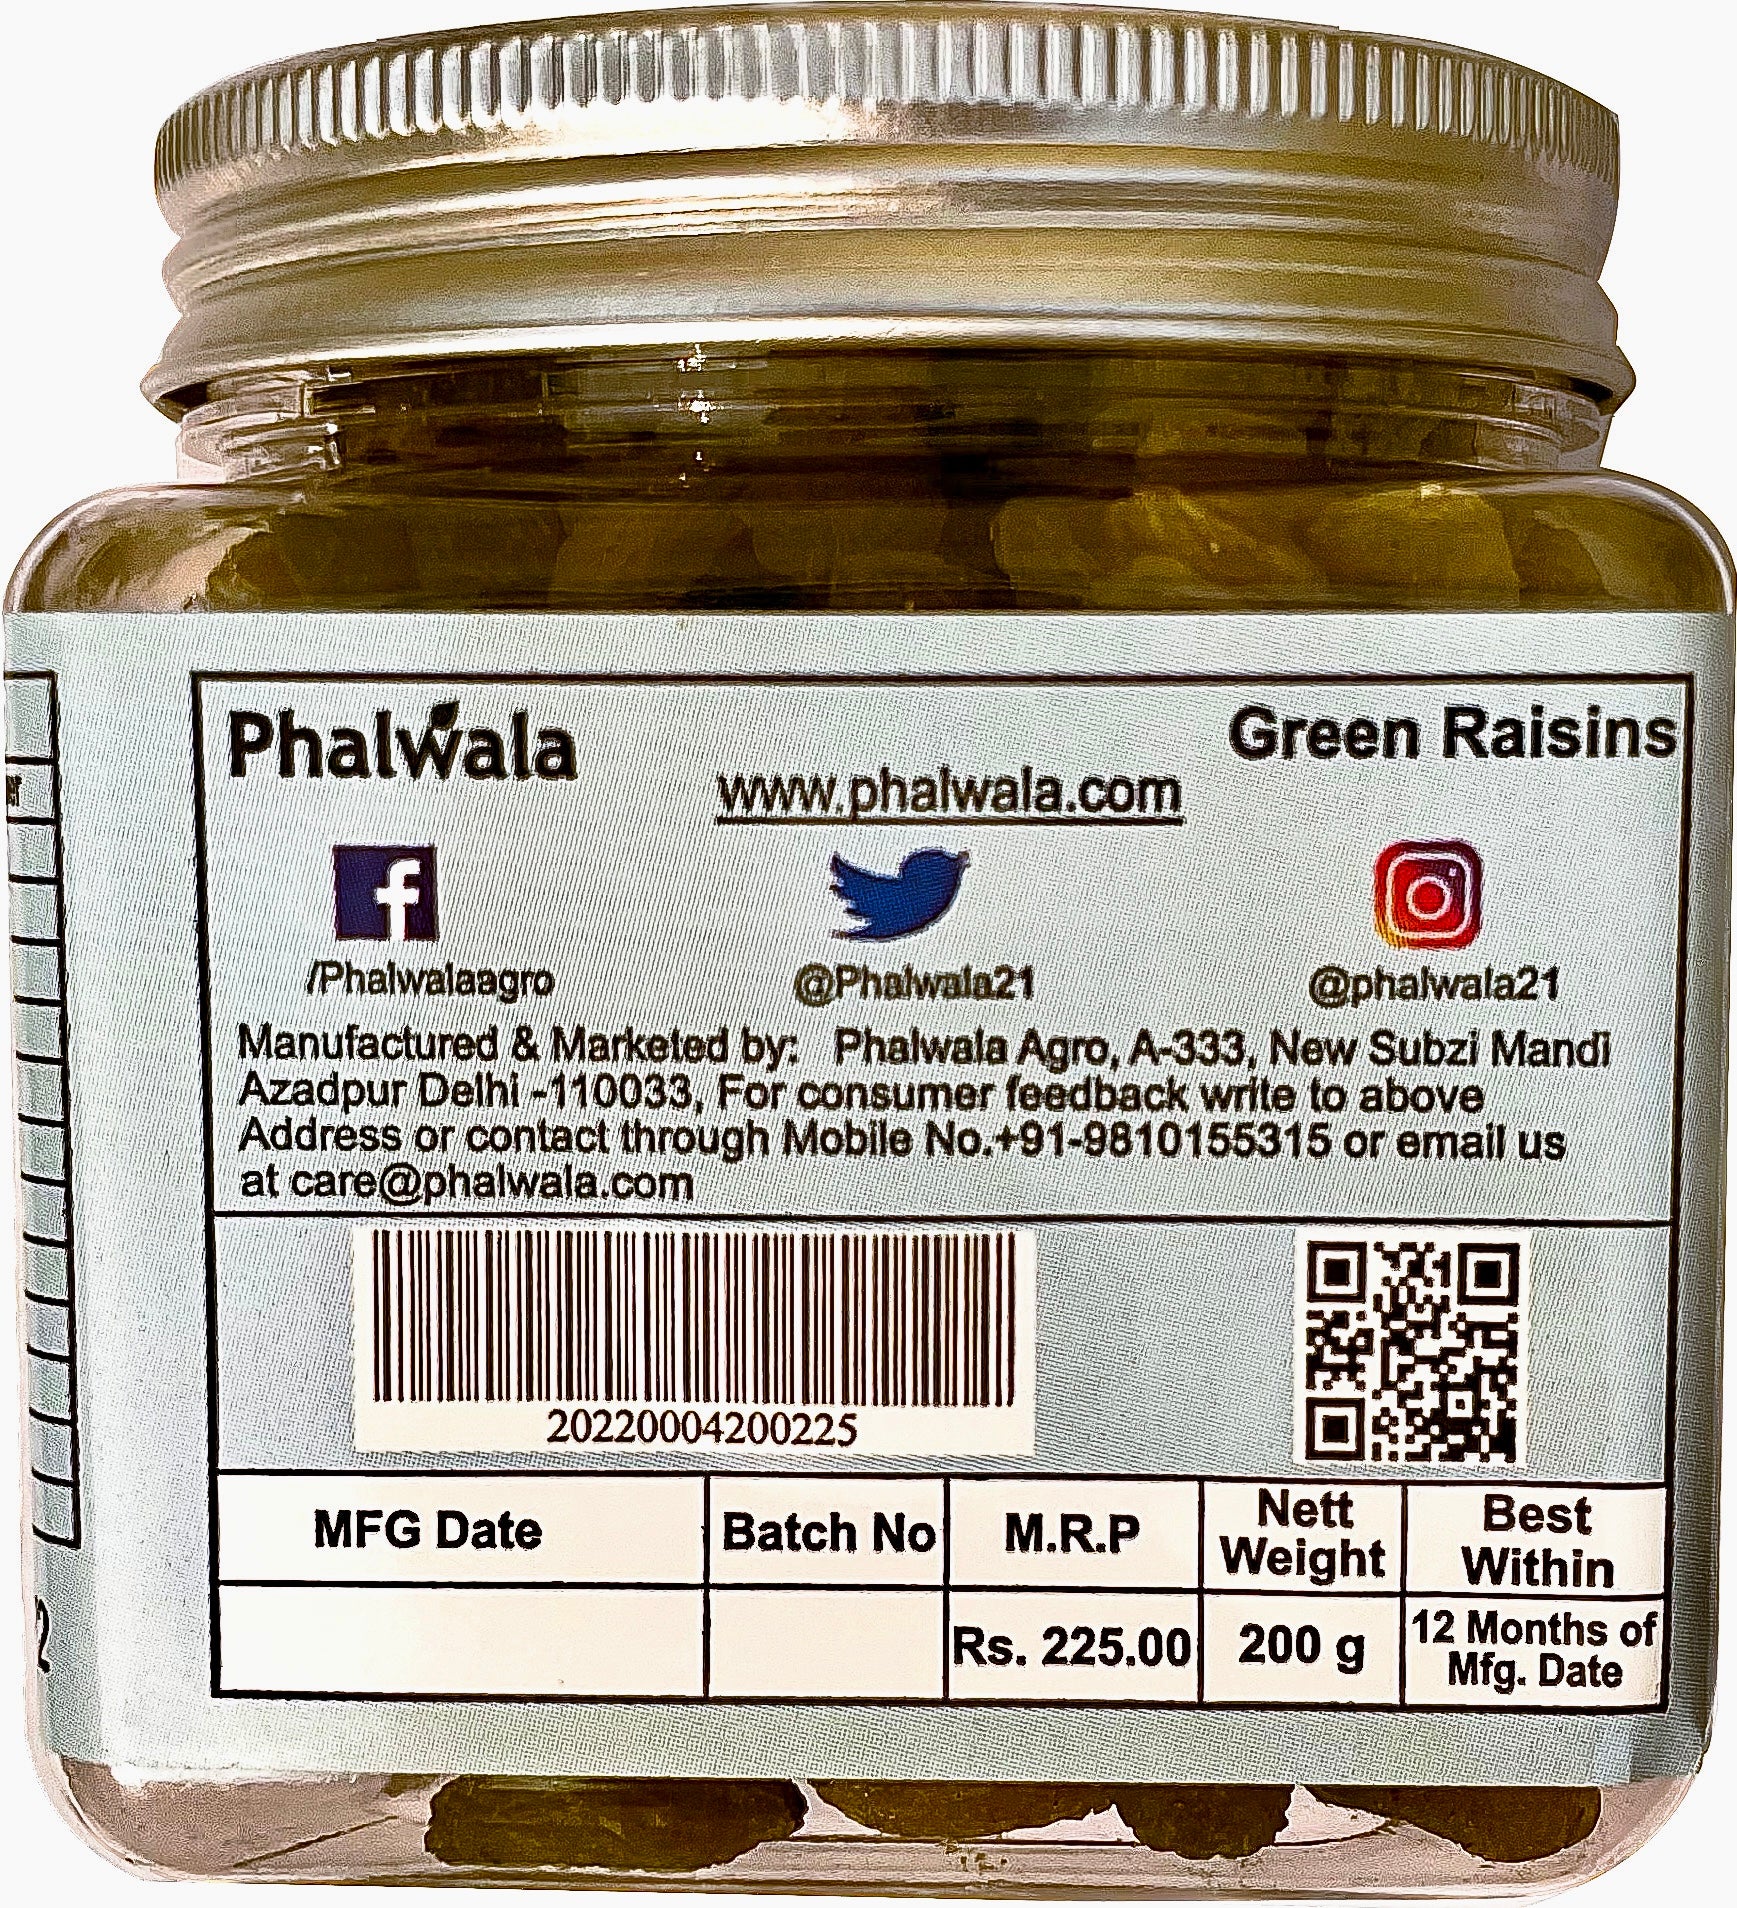 Phalwala
Green Raisins
www.phalwala.com
/Phalwalaagro
@Phalwala21
@phalwala21
Manufactured & Marketed by: Phalwala Agro, A-333, New Subzi Mandi
Azadpur Delhi -110033, For consumer feedback write to above
Address or contact through Mobile No.+91-9810155315 or email us
at care@phalwala.com
20220004200225
MFG Date
Batch No
M.R.P
Nett
Weight
Best
Within
Rs. 225.00
200 g
12 Months of
Mfg. Date